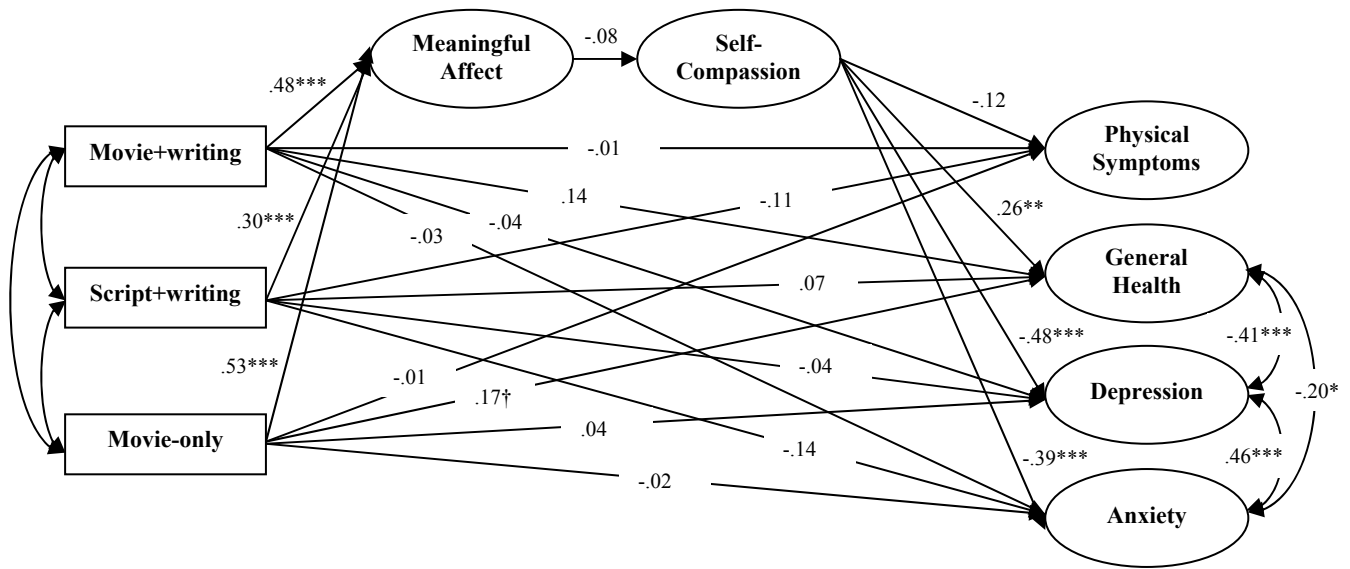 Meaningful
Affect
-.08
Self-
Compassion
.48***
-.12
Movie+writing
-.01
Physical
Symptoms
.14
-.11
.30***
-.04
-.03
.26**
General
Health
Script+writing
.07
-.48***
-.41***
.53***
-.04
-.01
.17†
Depression
-.20*
Movie-only
.04
-.14
-.39***
.46***
-.02
Anxiety